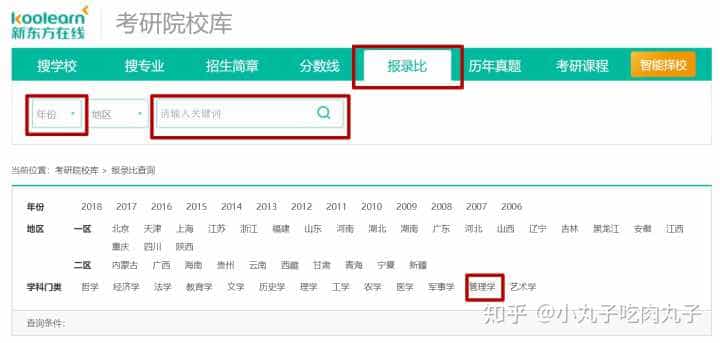 koolearn
新东方在线
考研院校库
搜学校 搜专业 招生简章 分数线 报录比 历年真题 考研课程 智能择校
年份 地区 请输入关键词
当前位置：考研院校库 > 报录比查询
年份 2018 2017 2016 2015 2014 2013 2012 2011 2010 2009 2008 2007 2006
地区 一区 北京 天津 上海 江苏 浙江 福建 山东 河南 湖北 湖南 广东 河北 山西 辽宁 吉林 黑龙江 安徽 江西
重庆 四川 陕西
二区 内蒙古 广西 海南 贵州 云南 西藏 甘肃 青海 宁夏 新疆
学科门类 哲学 经济学 法学 教育学 文学 历史学 理学 工学 农学 医学 军事学 管理学 艺术学
查询条件:
知乎 @小丸子吃肉丸子